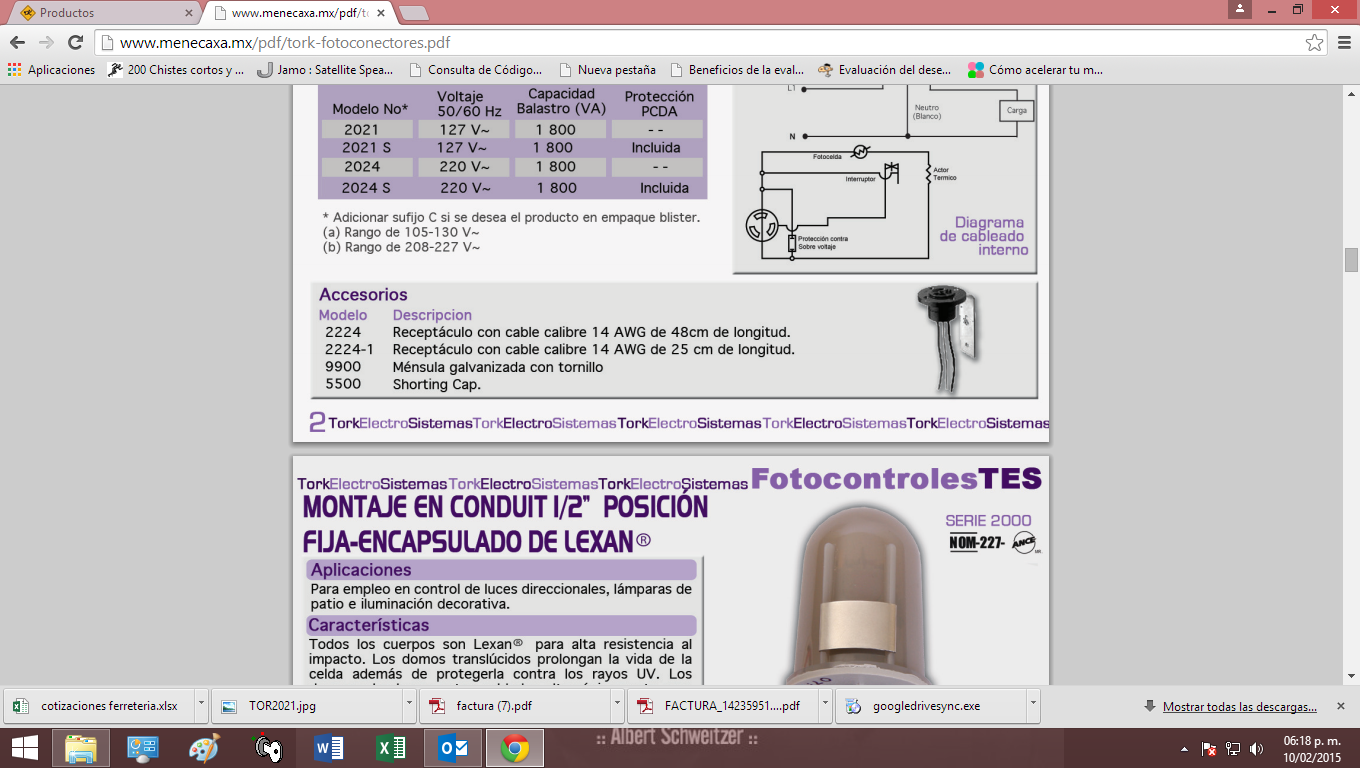 Productos
www.menecaxa.mx/pdf/to
www.menecaxa.mx/pdf/tork-fotoconectores.pdf
Aplicaciones
200 Chistes cortos y ...
Jamo : Satellite Spea...
Consulta de Código...
Nueva pestaña
Beneficios de la eval...
Evaluación del dese...
Cómo acelerar tu m...
Modelo No* Voltaje 50/60 Hz Capacidad Balastro (VA) Protección PCDA
2021 127 V~ 1 800 - -
2021 S 127 V~ 1 800 Incluida
2024 220 V~ 1 800 - -
2024 S 220 V~ 1 800 Incluida
* Adicionar sufijo C si se desea el producto en empaque blister.
(a) Rango de 105-130 V~
(b) Rango de 208-227 V~
L1
Neutro
(Blanco)
Carga
N
Fotocelda
Interruptor
Actor
Termico
Protección contra
Sobre voltaje
Diagrama
de cableado
interno
Accesorios
Modelo Descripcion
2224 Receptáculo con cable calibre 14 AWG de 48cm de longitud.
2224-1 Receptáculo con cable calibre 14 AWG de 25 cm de longitud.
9900 Ménsula galvanizada con tornillo
5500 Shorting Cap.
2 TorkElectroSistemasTorkElectroSistemasTorkElectroSistemasTorkElectroSistemasTorkElectroSistemas
TorkElectroSistemasTorkElectroSistemasTorkElectroSistemas FotocontrolesTES
MONTAJE EN CONDUIT 1/2” POSICIÓN
FIJA-ENCAPSULADO DE LEXAN®
SERIE 2000
NOM-227- ANCE
Aplicaciones
Para empleo en control de luces direccionales, lámparas de
patio e iluminación decorativa.
Características
Todos los cuerpos son Lexan® para alta resistencia al
impacto. Los domos translúcidos prolongan la vida de la
celda además de protegerla contra los rayos UV. Los
cotizaciones ferreteria.xlsx
TOR2021.jpg
factura (7).pdf
FACTURA_14235951....pdf
googledrivesync.exe
Mostrar todas las descargas...
:: Albert Schweitzer ::
06:18 p. m.
10/02/2015